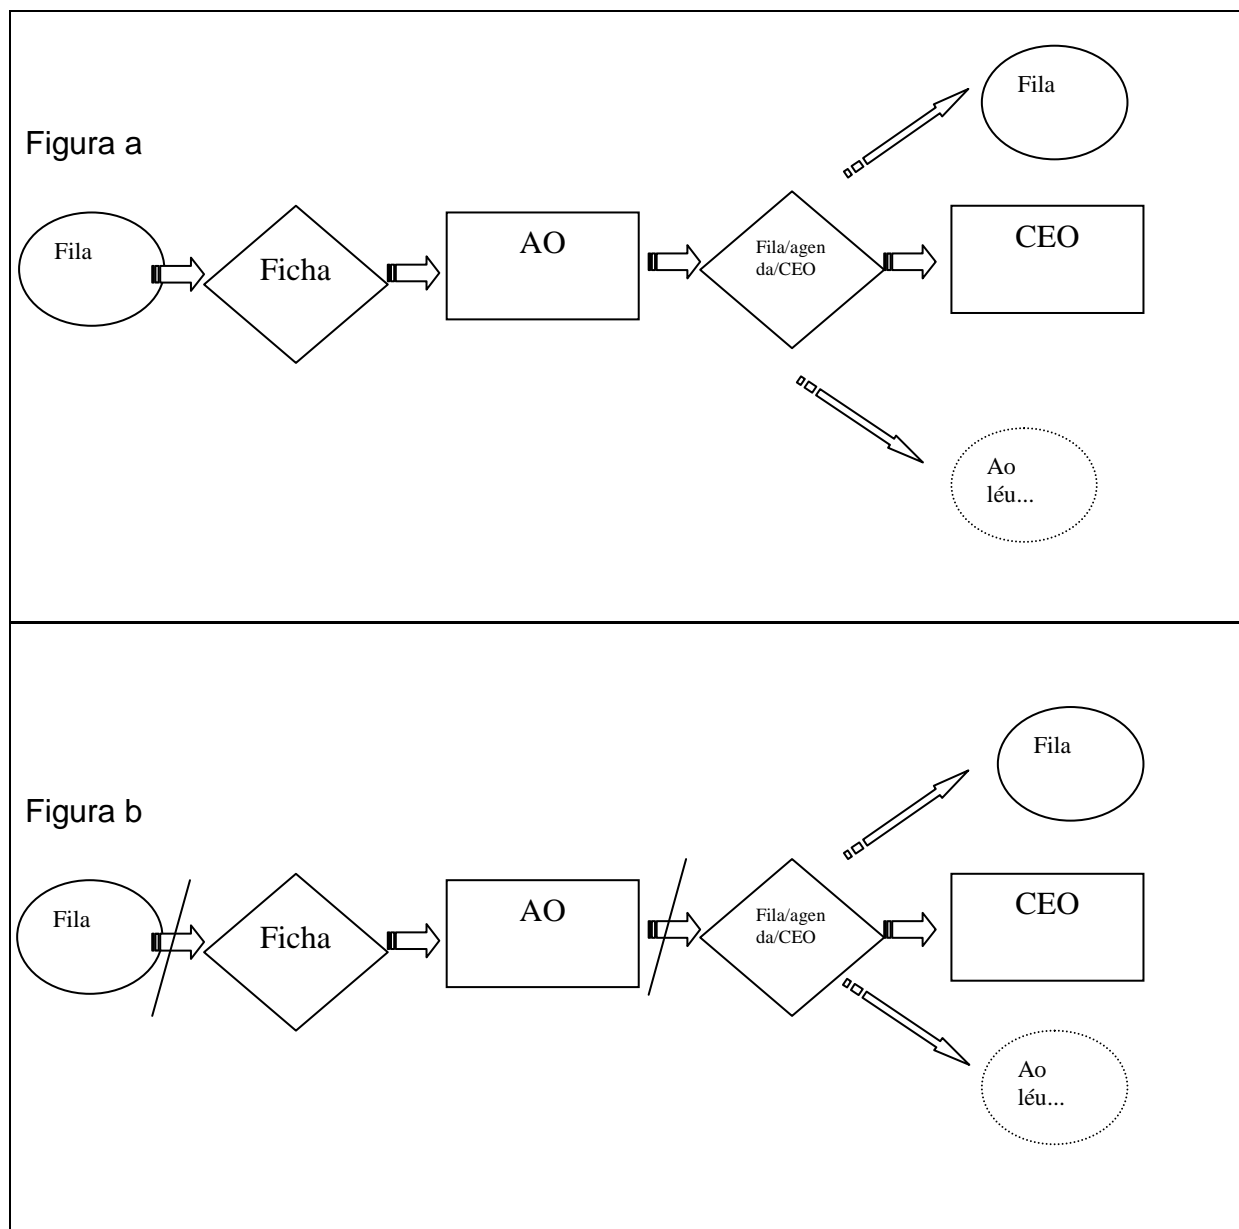 Figura a
Fila
Ficha
AO
Fila/agen
da/CEO
Fila
CEO
Ao
léu...
Figura b
Fila
Ficha
AO
Fila/agen
da/CEO
Fila
CEO
Ao
léu...